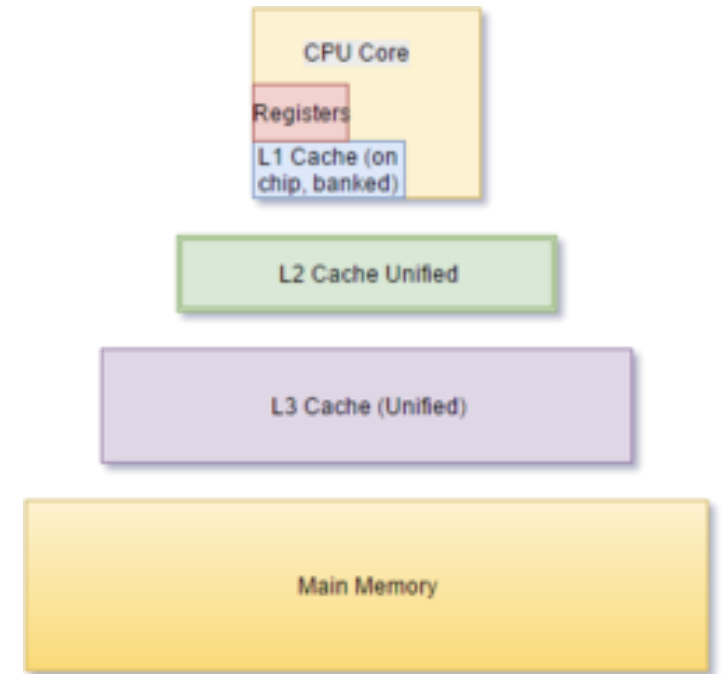 CPU Core
Registers
L1 Cache (on
chip, banked)
L2 Cache Unified
L3 Cache (Unified)
Main Memory